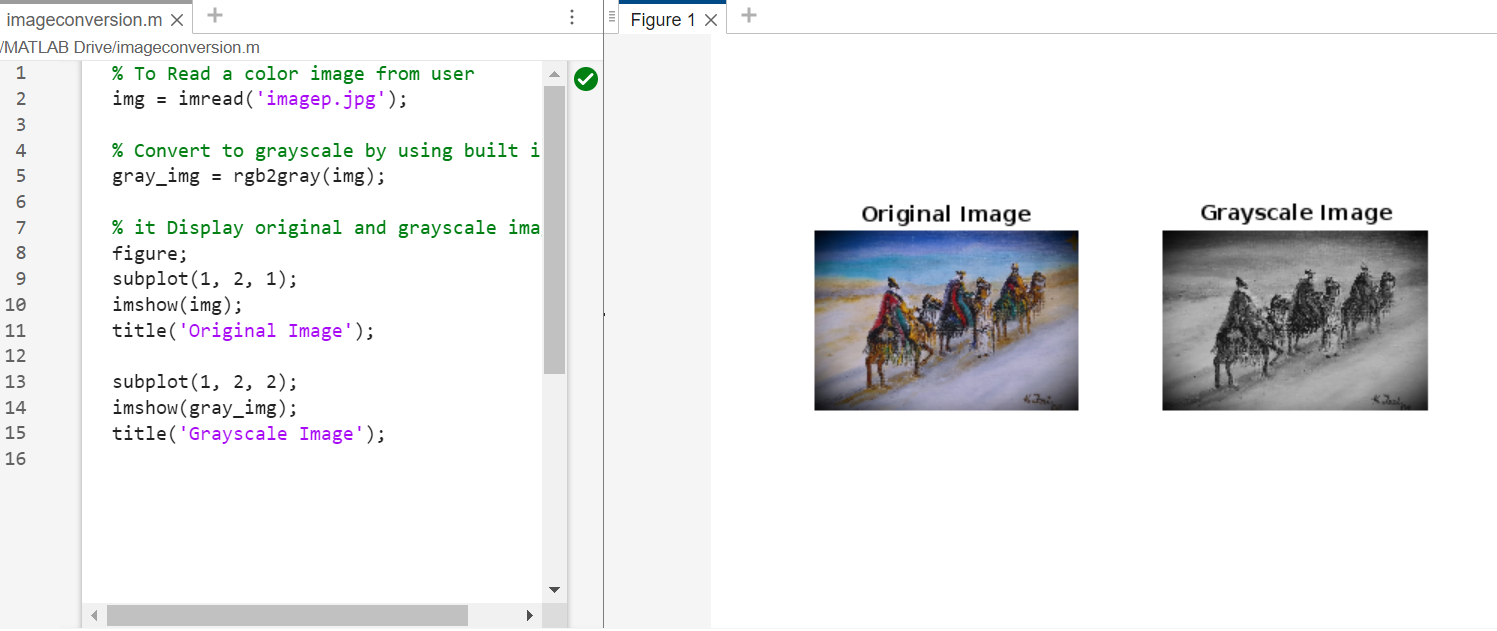 imageconversion.m
/MATLAB Drive/imageconversion.m
1 % To Read a color image from user
2 img = imread('imagep.jpg');
3
4 % Convert to grayscale by using built i
5 gray_img = rgb2gray(img);
6
7 % it Display original and grayscale ima
8 figure;
9 subplot(1, 2, 1);
10 imshow(img);
11 title('Original Image');
12
13 subplot(1, 2, 2);
14 imshow(gray_img);
15 title('Grayscale Image');
16
Figure 1
Original Image
Grayscale Image